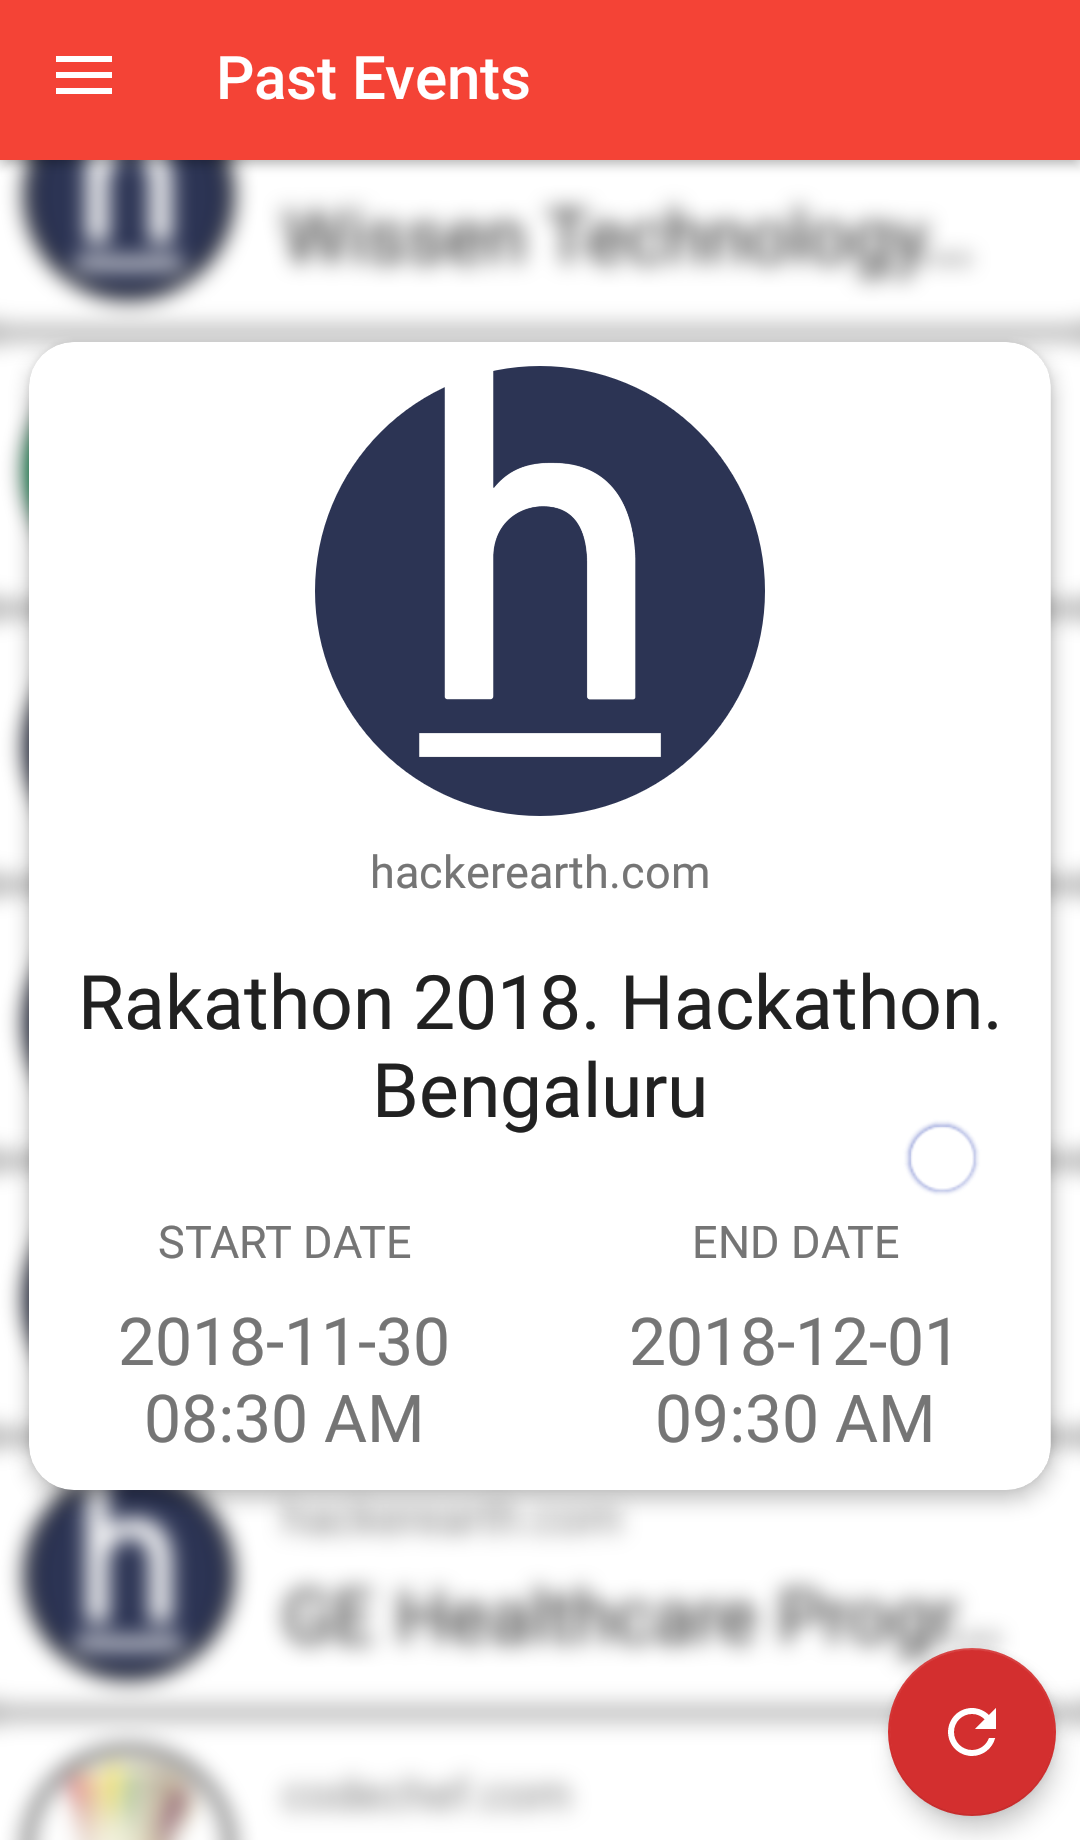 Past Events
Wissen Technology...
h
hackerearth.com
Rakathon 2018. Hackathon.
Bengaluru
START DATE
END DATE
2018-11-30
08:30 AM
2018-12-01
09:30 AM
h
hackerearth.com
GE Healthcare Progr...
codechef.com